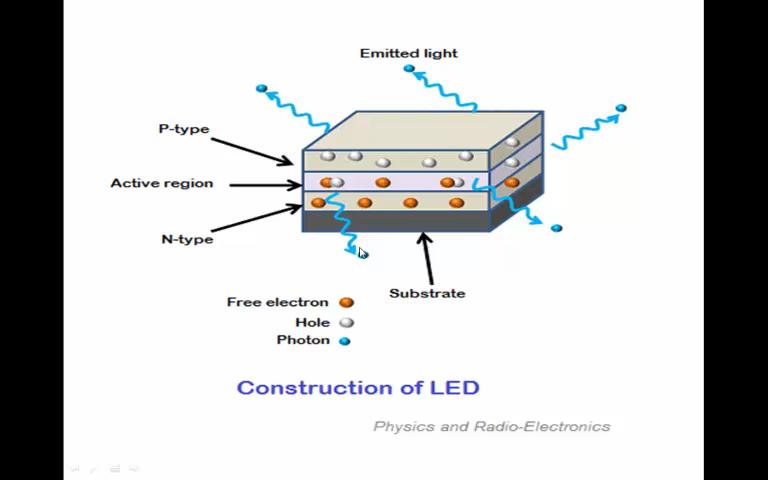 Emitted light
P-type
Active region
N-type
Substrate
Free electron
Hole
Photon
Construction of LED
Physics and Radio-Electronics